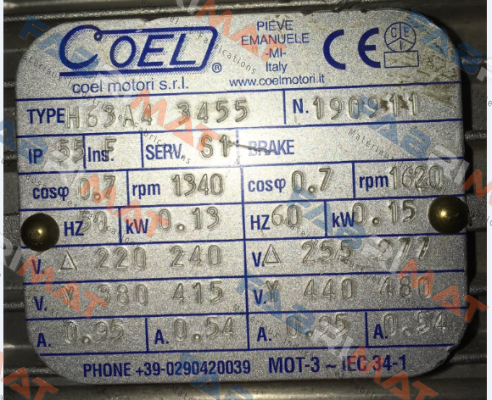 COEL ®
PIEVE
EMANUELE
-MI-
Italy
CE
coel motori s.r.l.
www.coelmotori.it
TYPE H63A4 3455 N. 190911
IP 55 Ins. F SERV. S1 BRAKE
cosφ 0.7 rpm 1340 cosφ 0.7 rpm 1620
HZ 50 kW 0.13 HZ 60 kW 0.15
V. Δ 220 240 V. Δ 255 277
V. 380 415 V. Y 440 480
A. 0.95 A. 0.54 A. 0.95 A. 0.54
PHONE +39-0290420039 MOT-3 ~ IEC 34-1
FABRIMAT